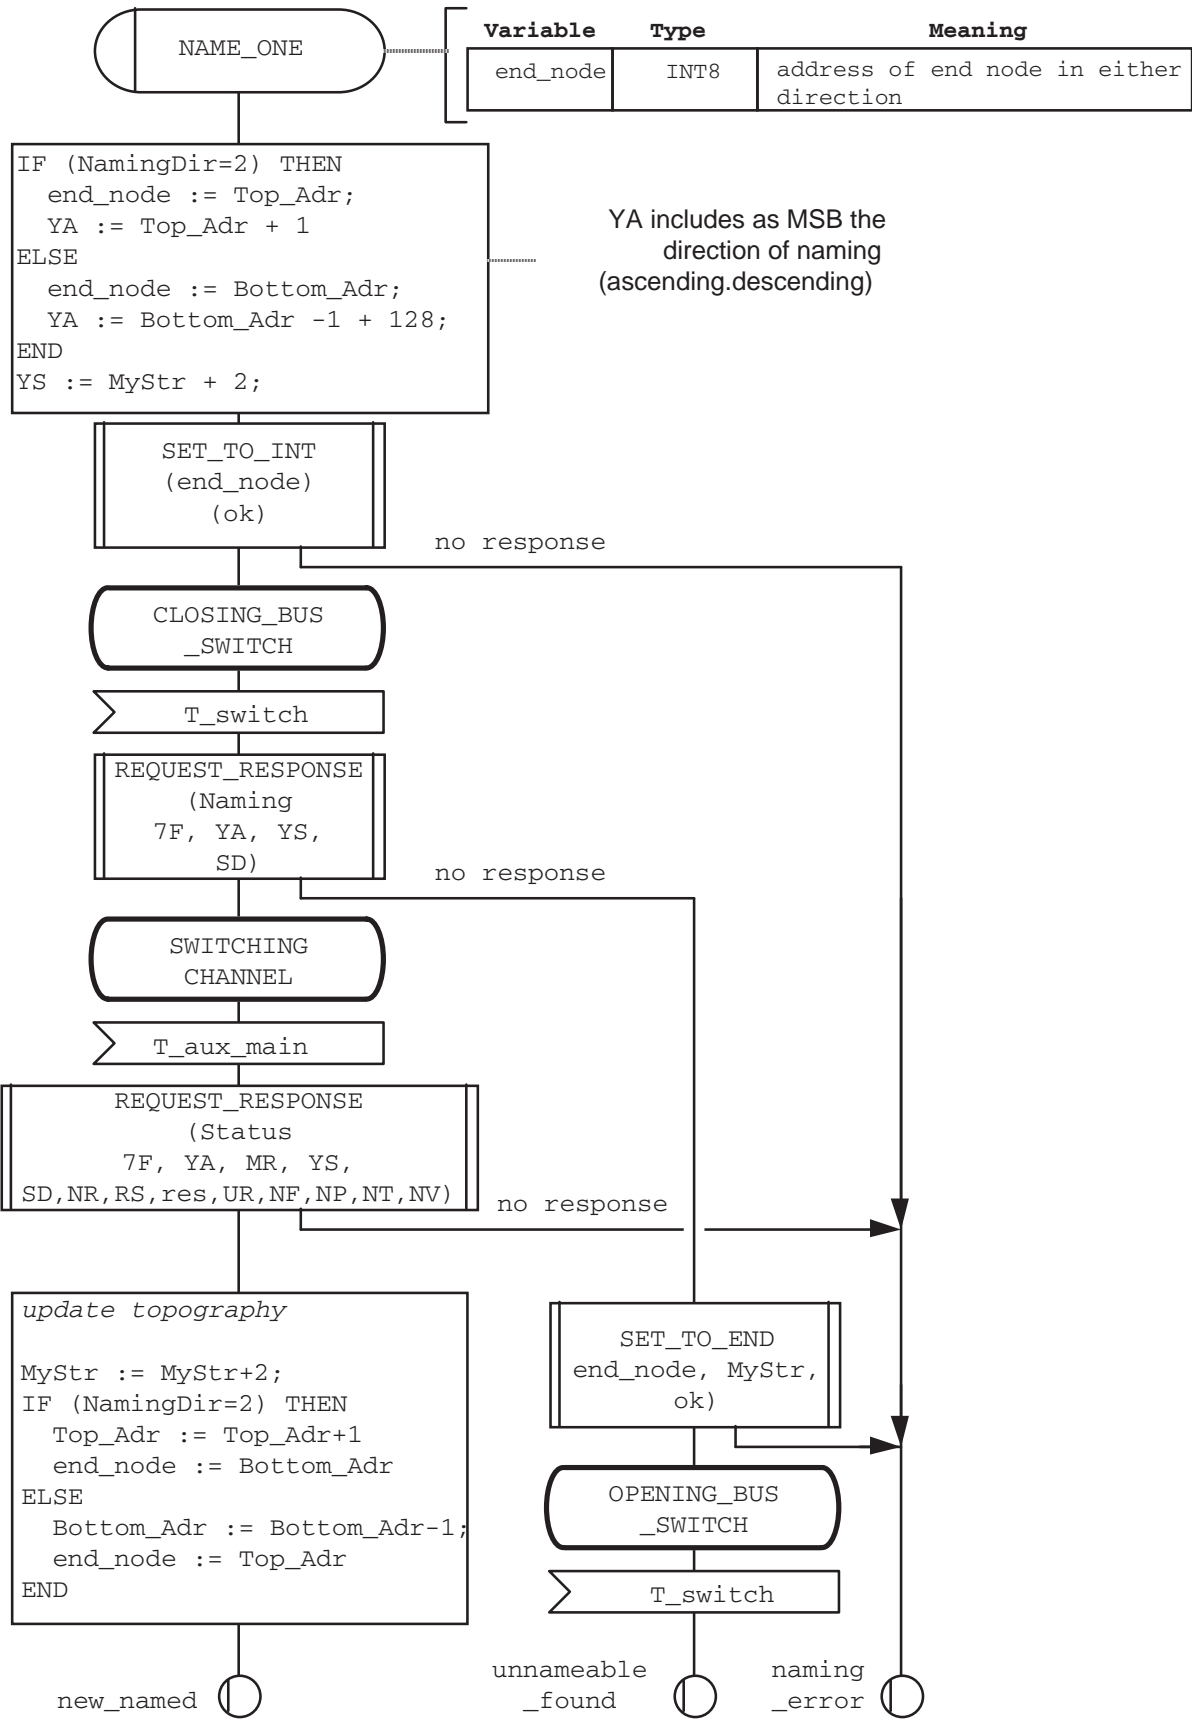 NAME_ONE
Variable Type Meaning
end_node INT8 address of end node in either
direction
IF (NamingDir=2) THEN
end_node := Top_Adr;
YA := Top_Adr + 1
ELSE
end_node := Bottom_Adr;
YA := Bottom_Adr -1 + 128;
END
YS := MyStr + 2;
YA includes as MSB the
direction of naming
(ascending.descending)
SET_TO_INT
(end_node)
(ok)
no response
CLOSING_BUS
_SWITCH
T_switch
REQUEST_RESPONSE
(Naming
7F, YA, YS,
SD)
no response
SWITCHING
CHANNEL
T_aux_main
REQUEST_RESPONSE
(Status
7F, YA, MR, YS,
SD,NR,RS,res,UR,NF,NP,NT,NV)
no response
update topography
MyStr := MyStr+2;
IF (NamingDir=2) THEN
Top_Adr := Top_Adr+1
end_node := Bottom_Adr
ELSE
Bottom_Adr := Bottom_Adr-1;
end_node := Top_Adr
END
SET_TO_END
end_node, MyStr,
ok)
OPENING_BUS
_SWITCH
T_switch
new_named
unnameable
_found
naming
_error